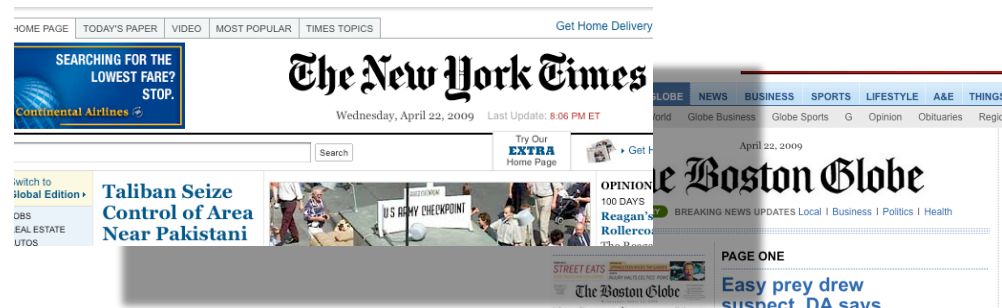 HOME PAGE TODAY'S PAPER VIDEO MOST POPULAR TIMES TOPICS
Get Home Delivery
SEARCHING FOR THE
LOWEST FARE?
STOP.
Continental Airlines
The New York Times
Wednesday, April 22, 2009 Last Update: 8:06 PM ET
Search
Try Our
EXTRA
Home Page
Get H
Switch to
Global Edition
JOBS
REAL ESTATE
AUTOS
Taliban Seize
Control of Area
Near Pakistani
U.S. ARMY CHECKPOINT
OPINION
100 DAYS
Reagan's
Rollercoa
GLOBE NEWS BUSINESS SPORTS LIFESTYLE A&E THINGS
World Globe Business Globe Sports G Opinion Obituaries Regio
April 22, 2009
The Boston Globe
BREAKING NEWS UPDATES Local | Business | Politics | Health
STREET EATS
The Boston Globe
PAGE ONE
Easy prey drew
suspect, DA says